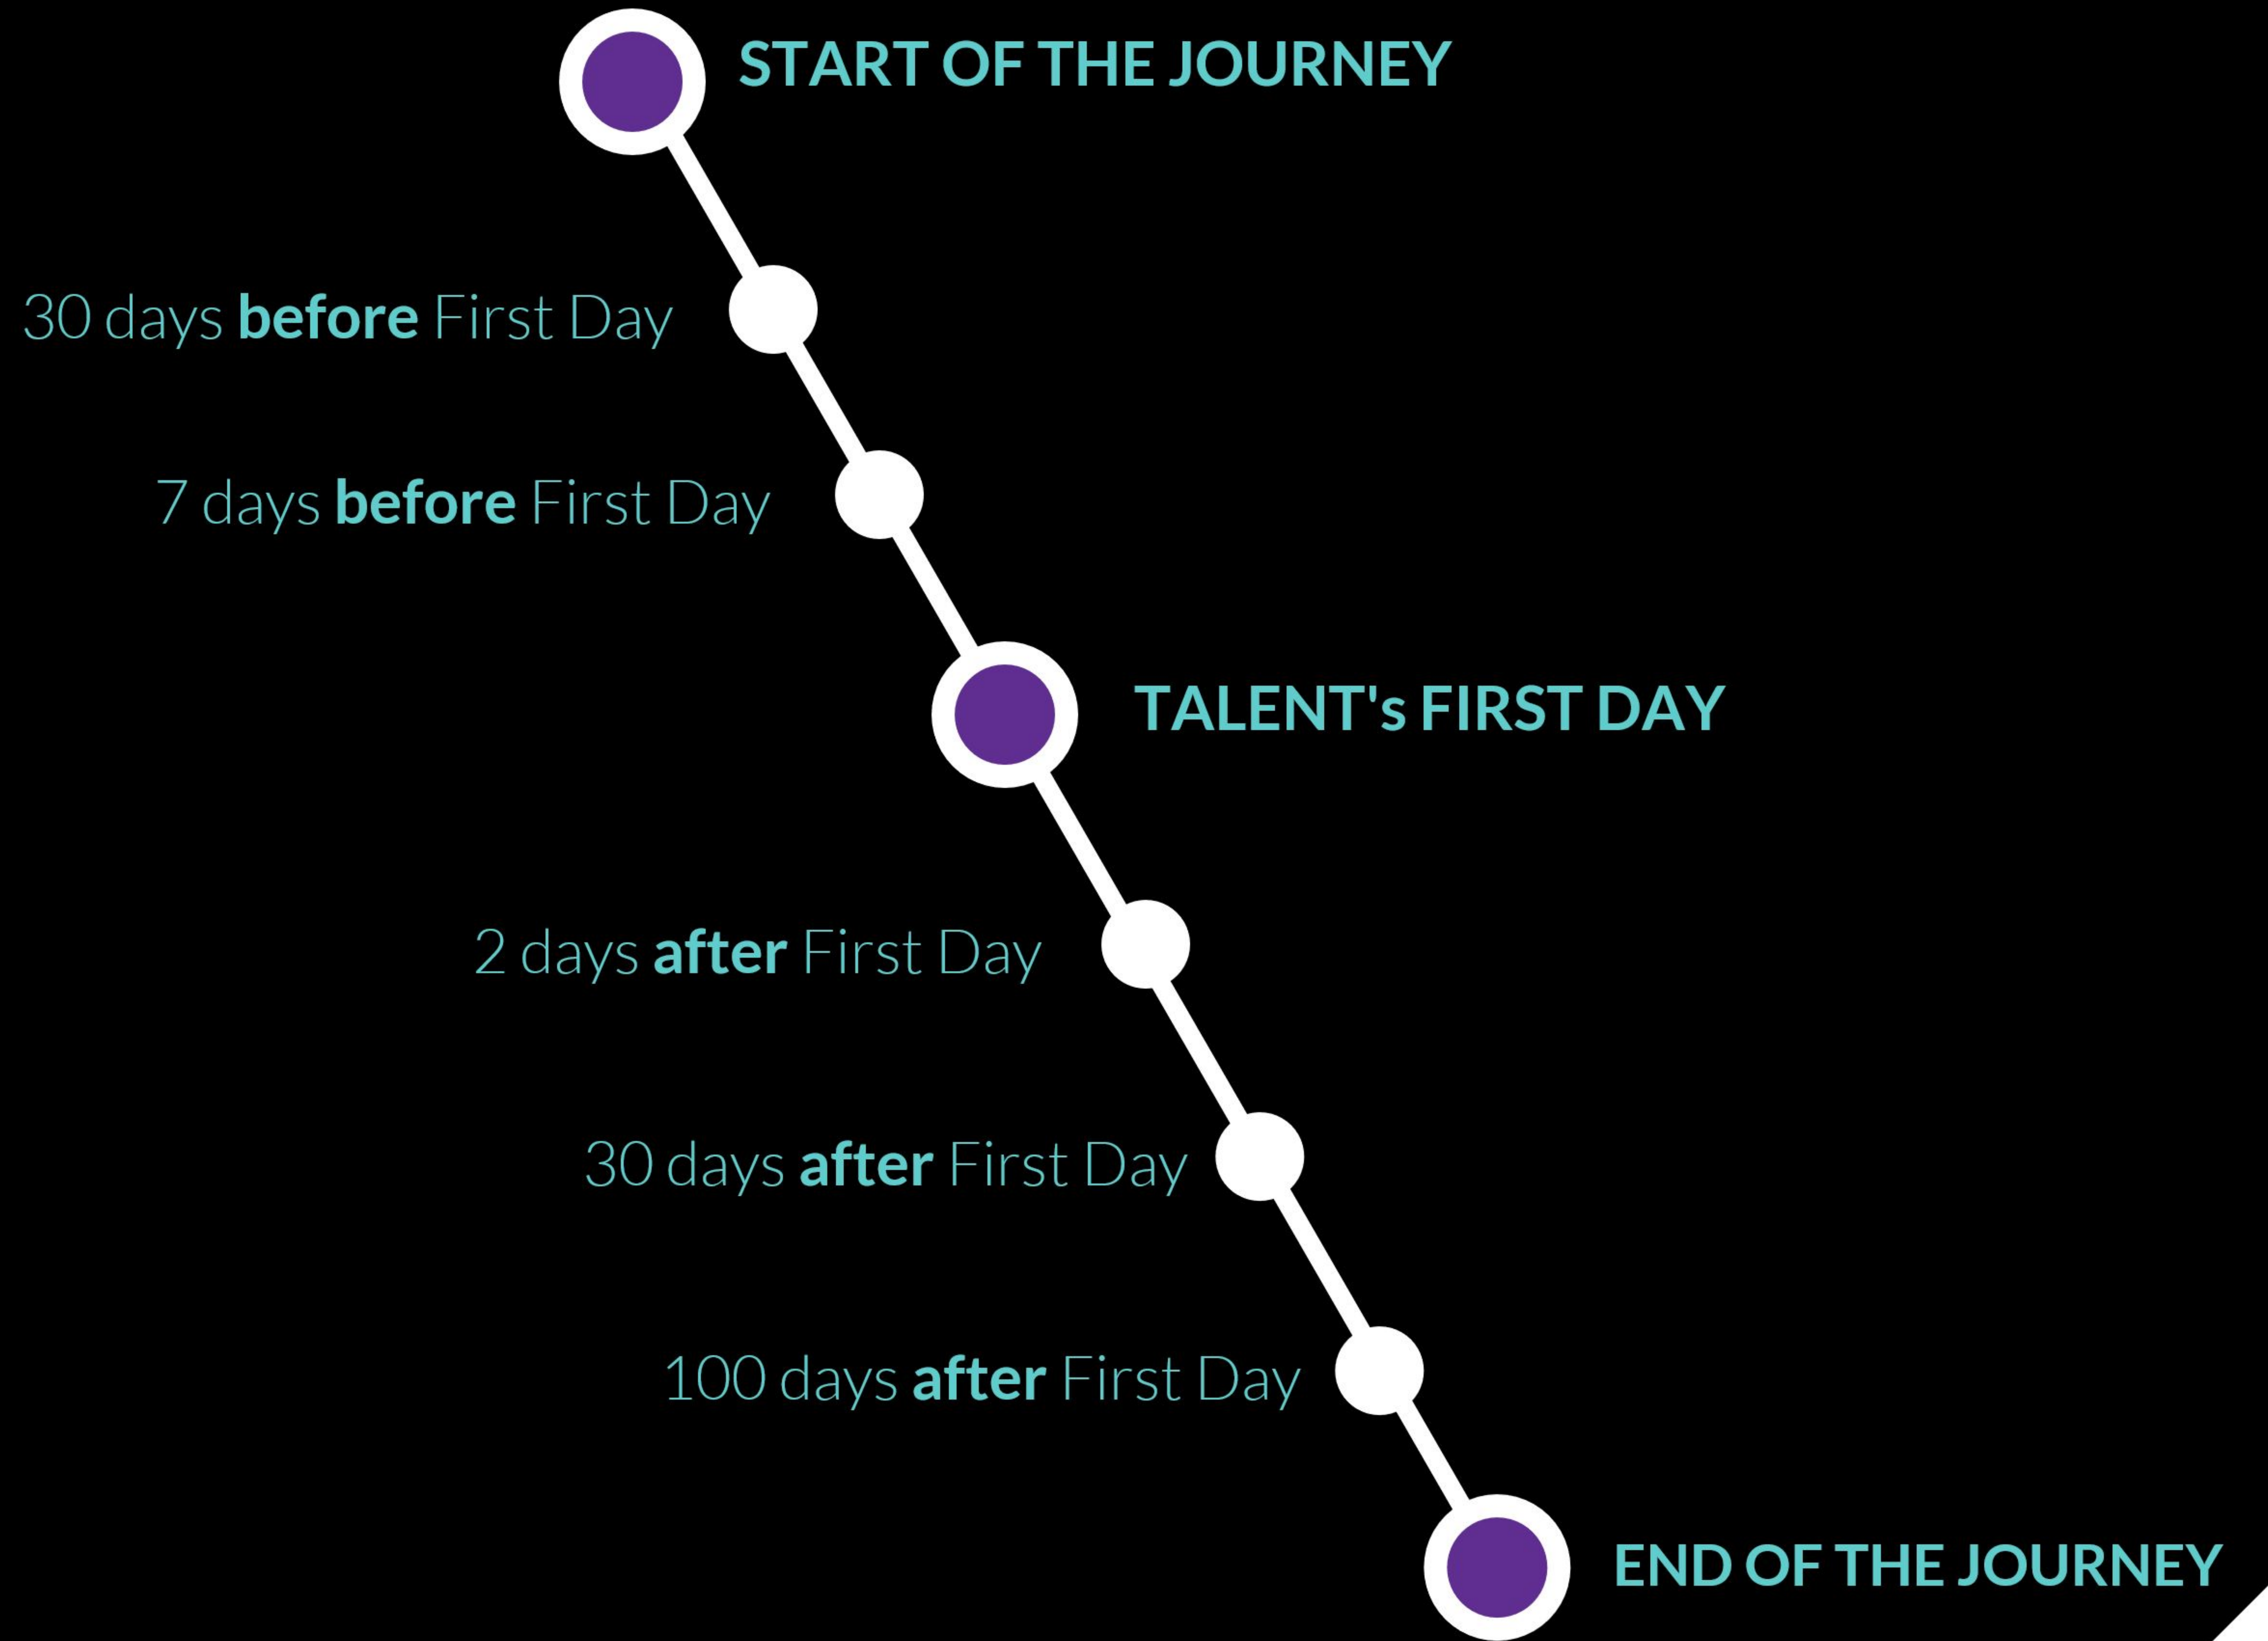 START OF THE JOURNEY
30 days before First Day
7 days before First Day
TALENT's FIRST DAY
2 days after First Day
30 days after First Day
100 days after First Day
END OF THE JOURNEY